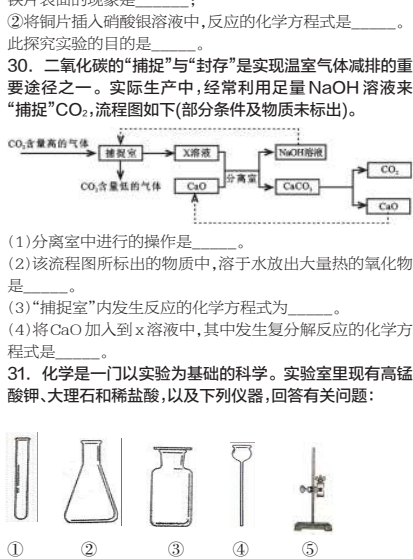 铁片表面的现象是______;
②将铜片插入硝酸银溶液中,反应的化学方程式是______。
此探究实验的目的是______。
30. 二氧化碳的“捕捉”与“封存”是实现温室气体减排的重
要途径之一。实际生产中,经常利用足量 NaOH 溶液来
“捕捉”CO₂,流程图如下(部分条件及物质未标出)。
CO₂含量高的气体
捕捉室
X溶液
NaOH溶液
CO₂含量低的气体
CaO
分离室
CaCO₃
CO₂
CaO
(1)分离室中进行的操作是______。
(2)该流程图所标出的物质中,溶于水放出大量热的氧化物
是______。
(3)“捕捉室”内发生反应的化学方程式为______。
(4)将CaO加入到x溶液中,其中发生复分解反应的化学方
程式是______。
31. 化学是一门以实验为基础的科学。实验室里现有高锰
酸钾、大理石和稀盐酸,以及下列仪器,回答有关问题:
① ② ③ ④ ⑤